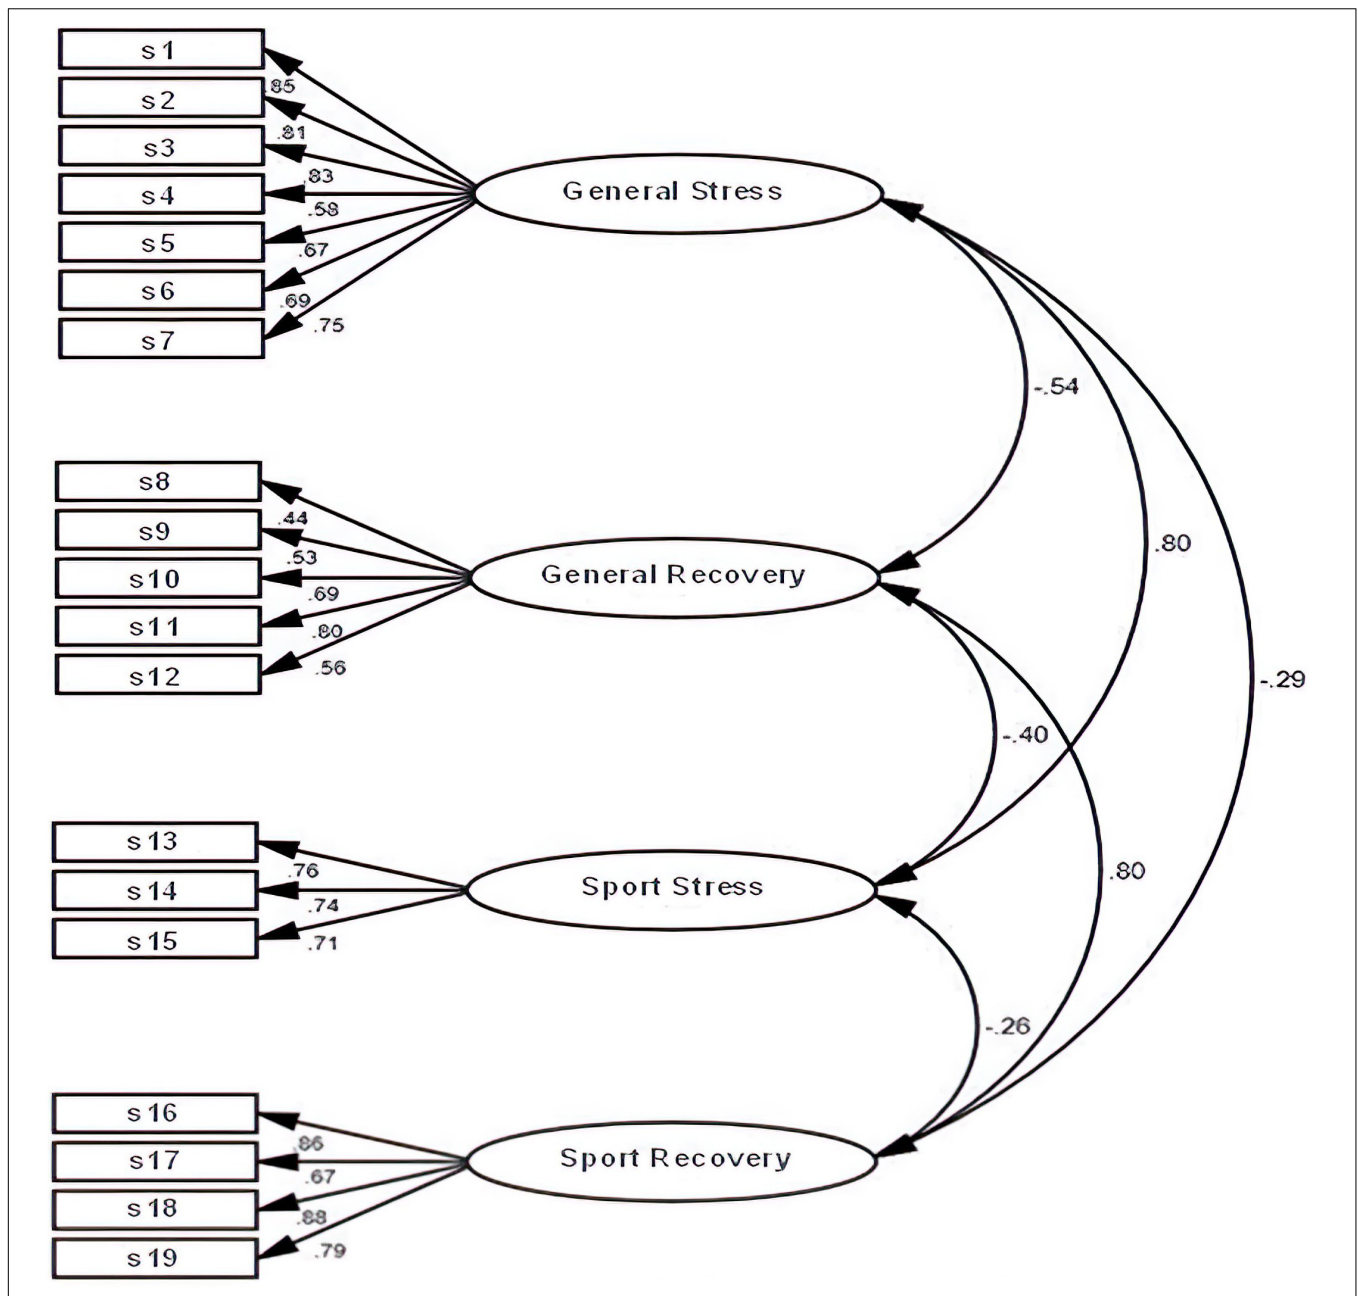 s1
.85
s2
.81
s3
.83
s4
.58
s5
.67
s6
.69
s7
.75
General Stress
-.54
s8
.44
s9
.53
s10
.69
s11
.80
s12
.56
General Recovery
.80
-.29
-.40
s13
.76
s14
.74
s15
.71
Sport Stress
.80
-.26
s16
.86
s17
.67
s18
.88
s19
.79
Sport Recovery